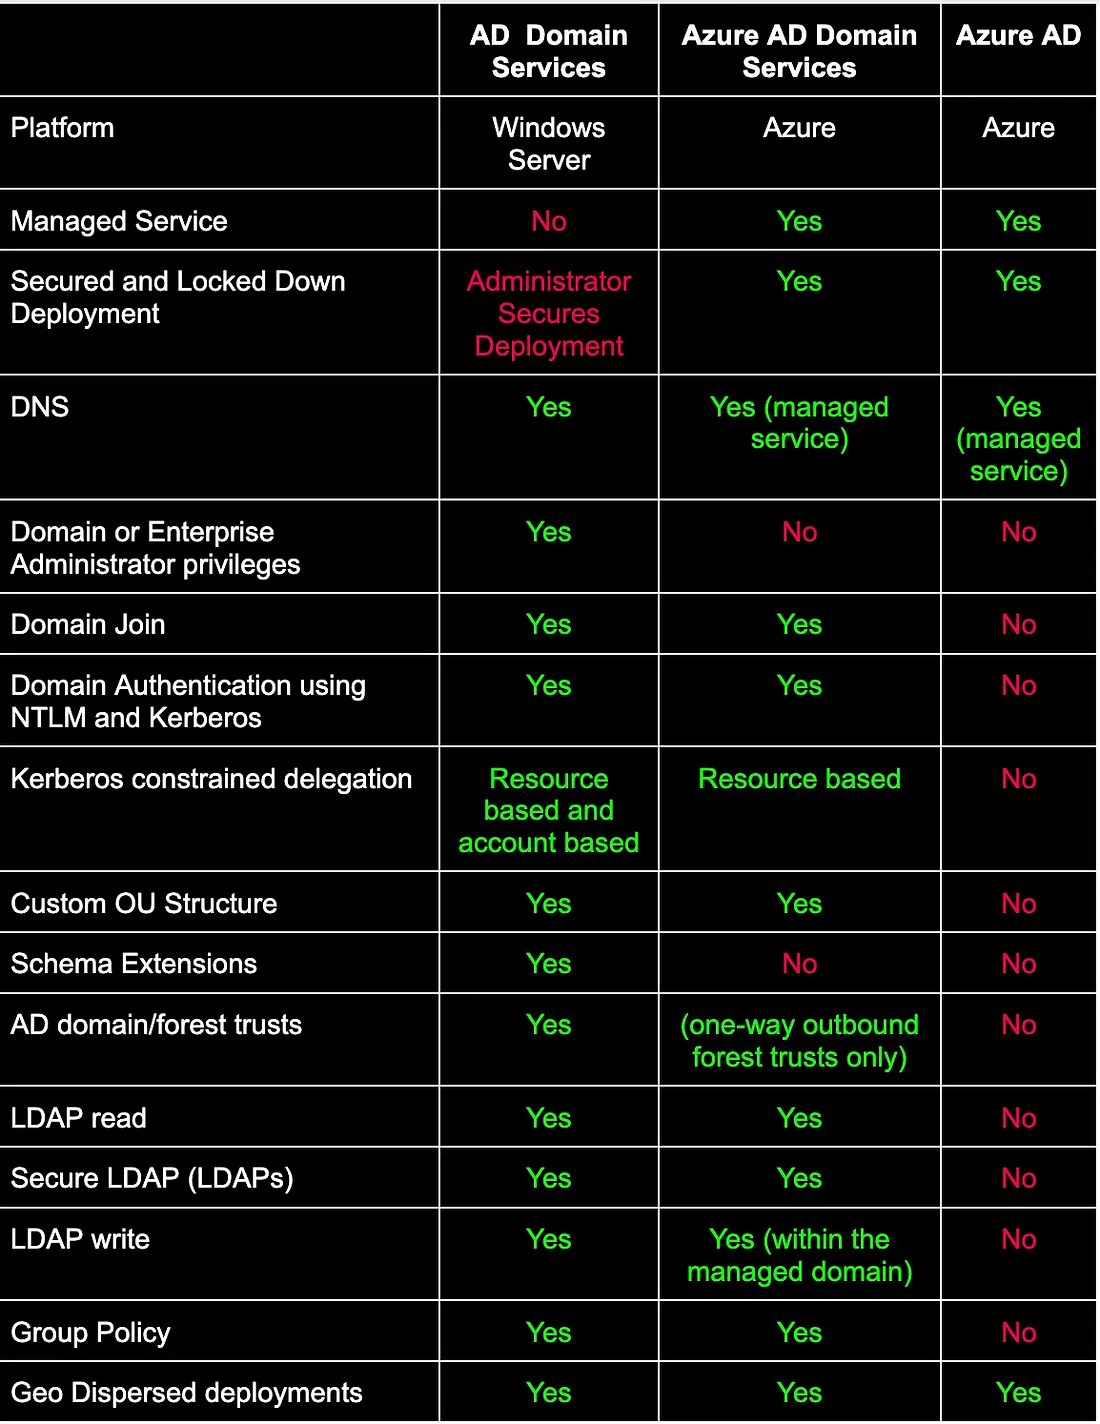 AD Domain Services Azure AD Domain Services Azure AD
Platform Windows Server Azure Azure
Managed Service No Yes Yes
Secured and Locked Down Deployment Administrator Secures Deployment Yes Yes
DNS Yes Yes (managed service) Yes (managed service)
Domain or Enterprise Administrator privileges Yes No No
Domain Join Yes Yes No
Domain Authentication using NTLM and Kerberos Yes Yes No
Kerberos constrained delegation Resource based and account based Resource based No
Custom OU Structure Yes Yes No
Schema Extensions Yes No No
AD domain/forest trusts Yes (one-way outbound forest trusts only) No
LDAP read Yes Yes No
Secure LDAP (LDAPs) Yes Yes No
LDAP write Yes Yes (within the managed domain) No
Group Policy Yes Yes No
Geo Dispersed deployments Yes Yes Yes